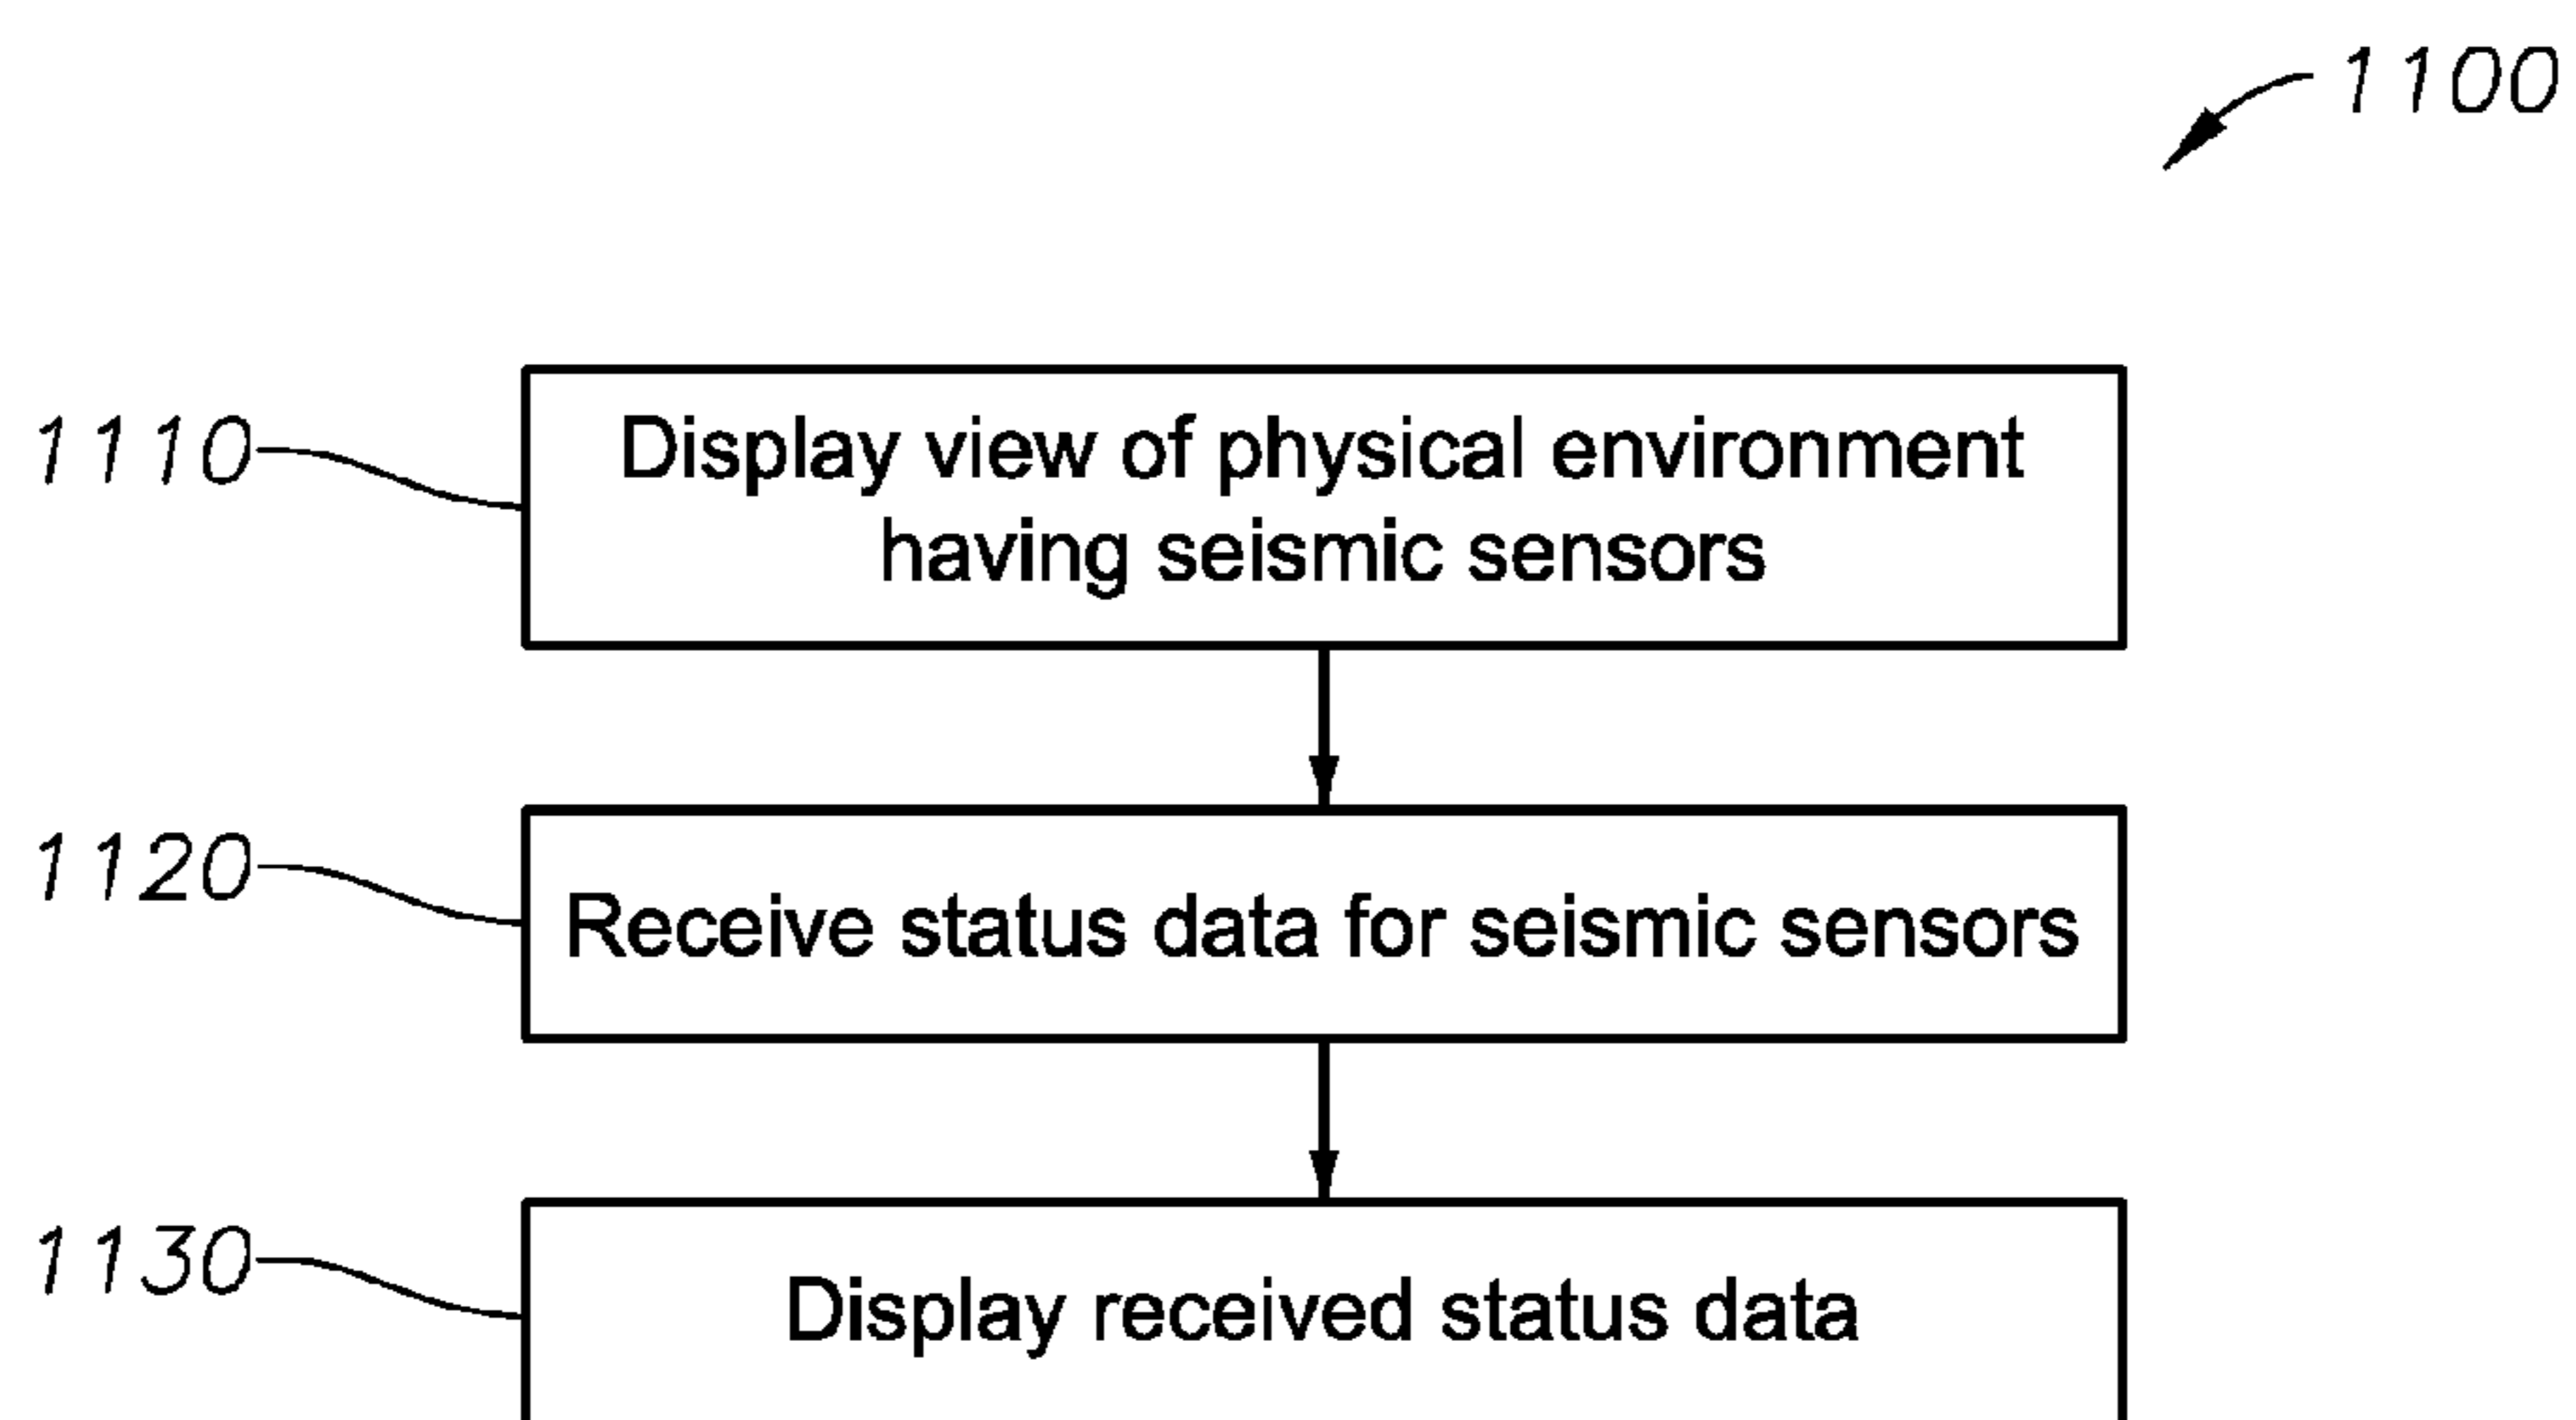 1100
1110
Display view of physical environment
having seismic sensors
1120
Receive status data for seismic sensors
1130
Display received status data